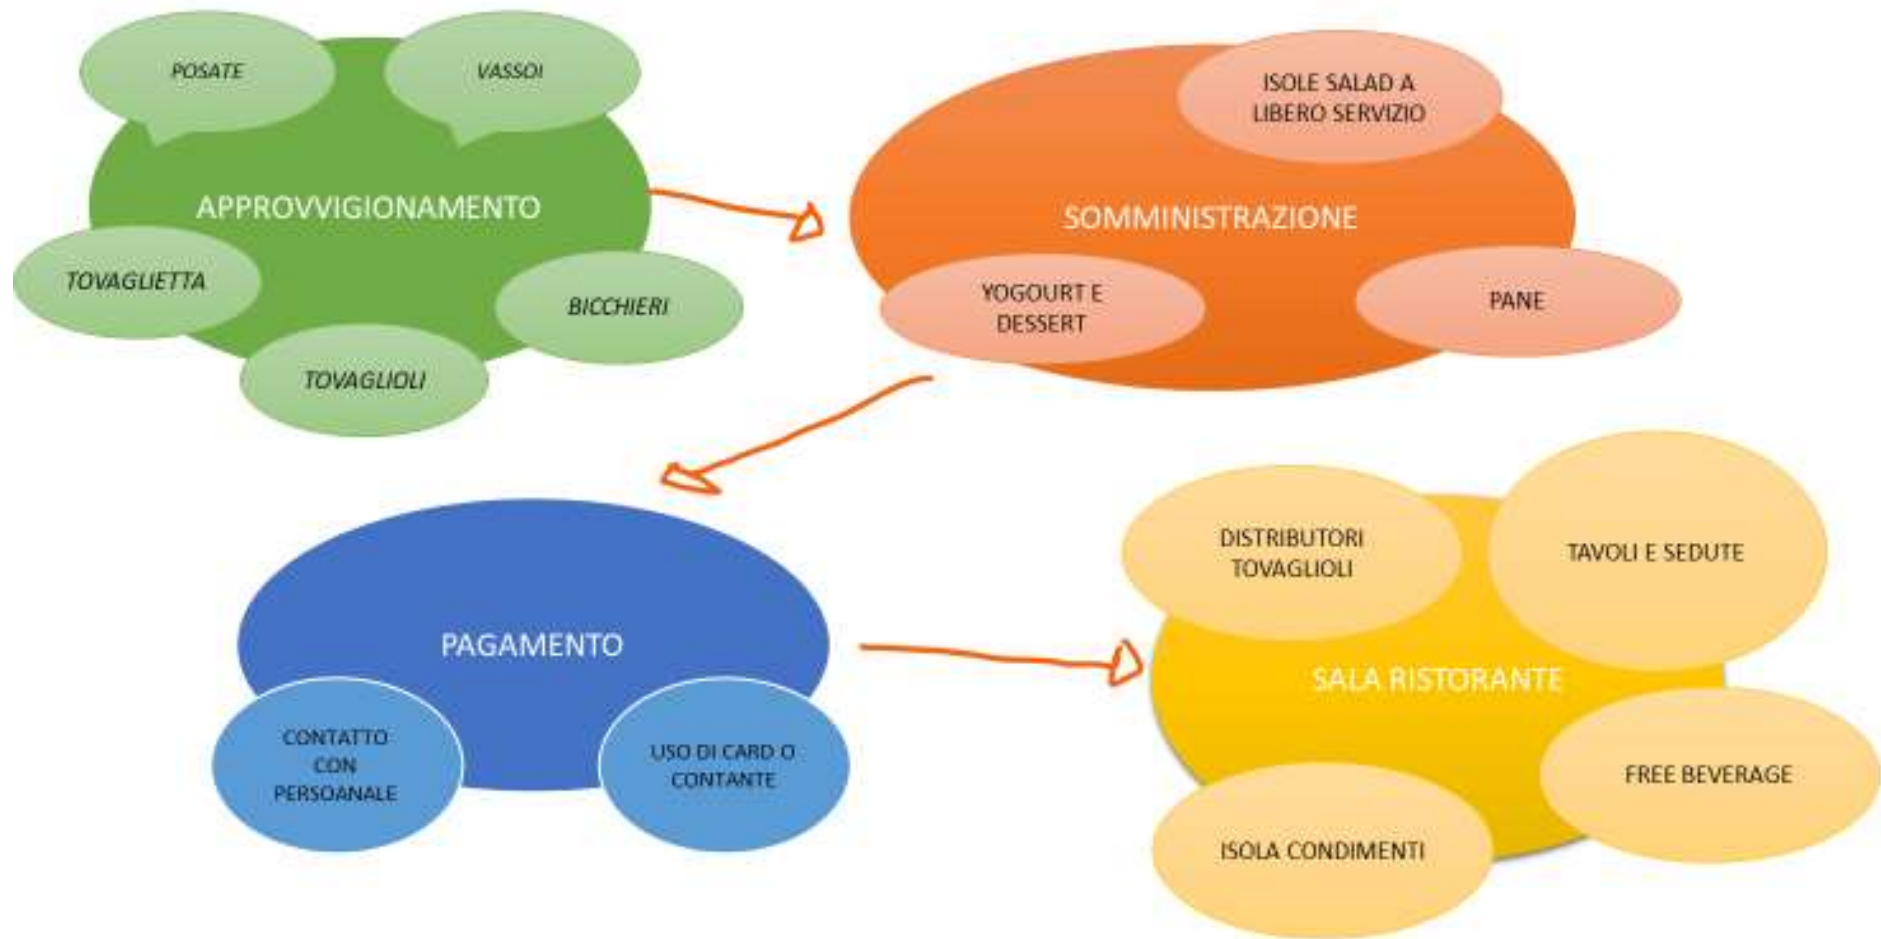 POSATE
VASSOI
APPROVVIGIONAMENTO
TOVAGLIETTA
BICCHIERI
TOVAGLIOLI
ISOLE SALAD A
LIBERO SERVIZIO
SOMMINISTRAZIONE
YOGOURT E
DESSERT
PANE
PAGAMENTO
CONTATTO
CON
PERSOANALE
USO DI CARD O
CONTANTE
DISTRIBUTORI
TOVAGLIOLI
TAVOLI E SEDUTE
SALA RISTORANTE
FREE BEVERAGE
ISOLA CONDIMENTI